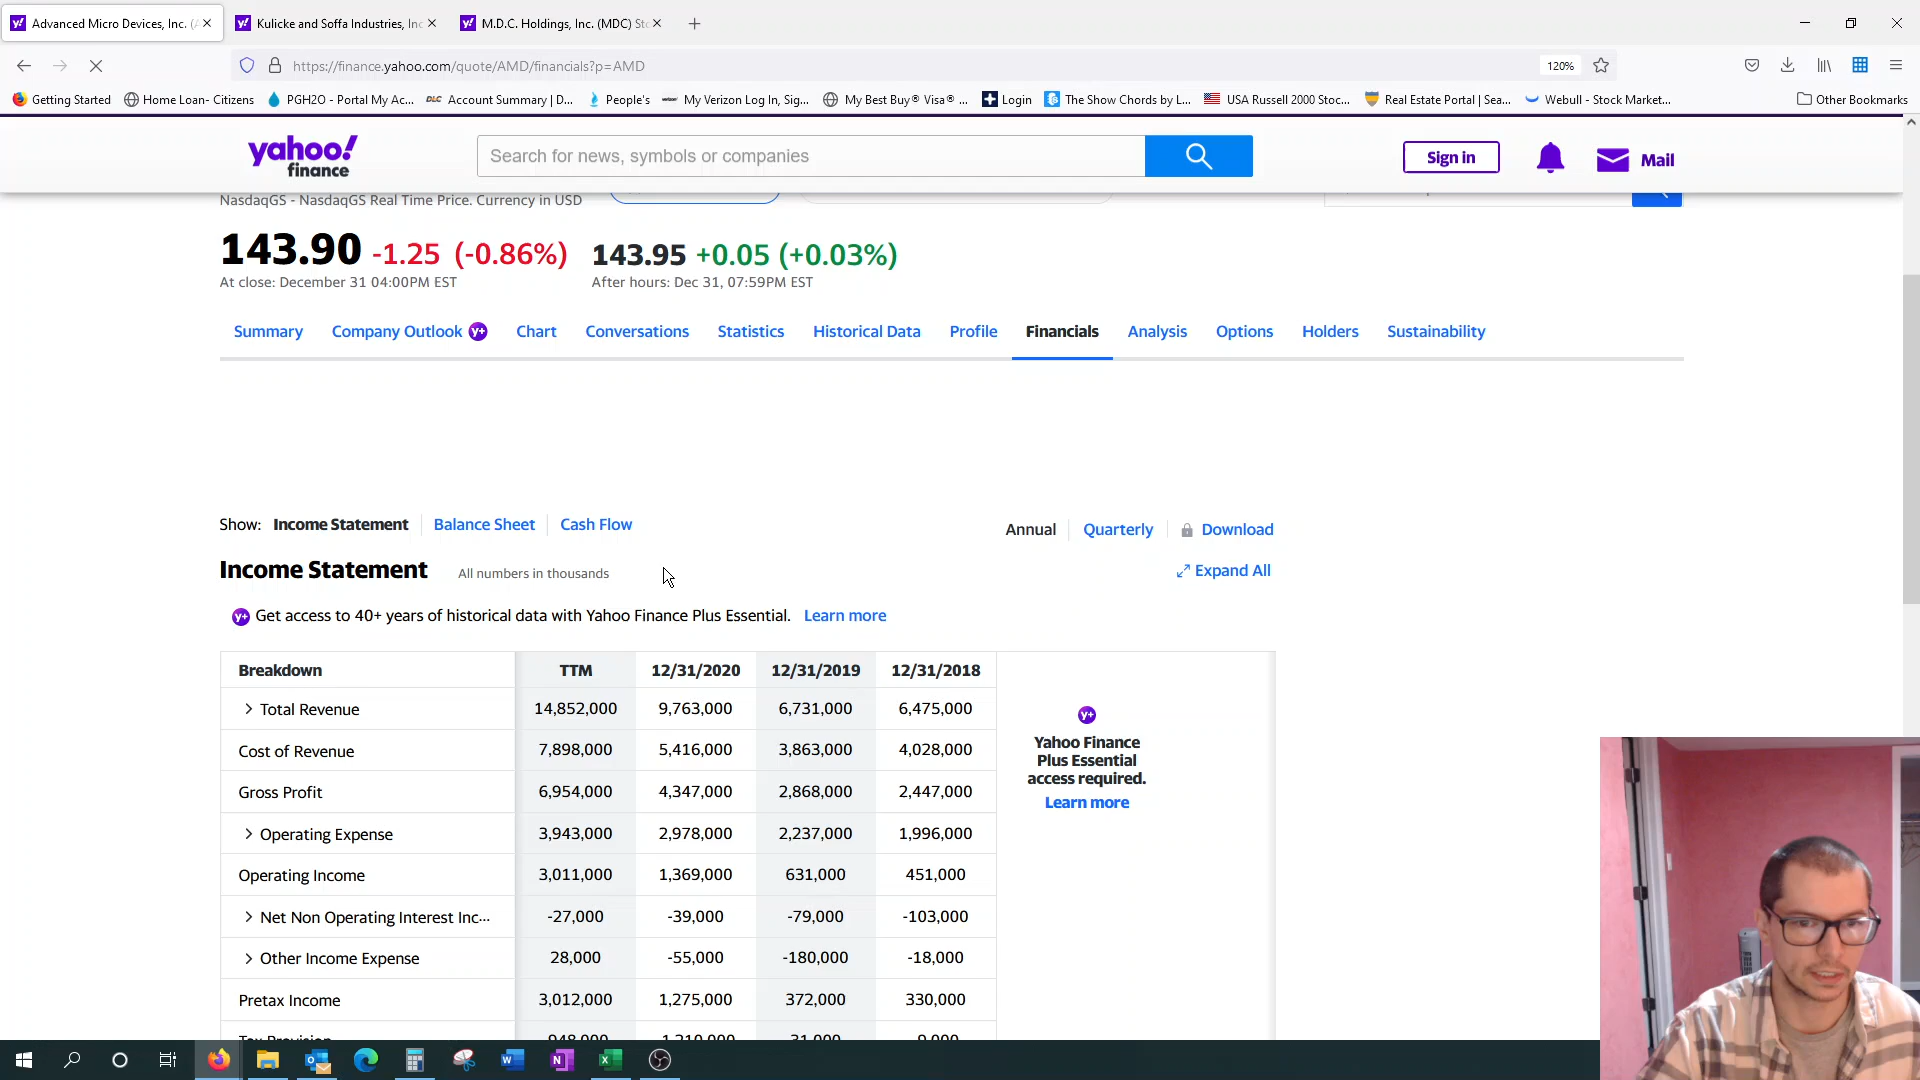 Advanced Micro Devices, Inc. (A
Kulicke and Soffa Industries, Inc
M.D.C. Holdings, Inc. (MDC) Sto
https://finance.yahoo.com/quote/AMD/financials?p=AMD
120%
Getting Started
Home Loan- Citizens
PGH2O - Portal My Ac...
DLC Account Summary | D...
People's
My Verizon Log In, Sig...
My Best Buy® Visa® ...
Login
The Show Chords by L...
USA Russell 2000 Stoc...
Real Estate Portal | Sea...
Webull - Stock Market...
Other Bookmarks
yahoo!
finance
Search for news, symbols or companies
Sign in
Mail
NasdaqGS - NasdaqGS Real Time Price. Currency in USD
143.90 -1.25 (-0.86%) 143.95 +0.05 (+0.03%)
At close: December 31 04:00PM EST After hours: Dec 31, 07:59PM EST
Summary Company Outlook y+ Chart Conversations Statistics Historical Data Profile Financials Analysis Options Holders Sustainability
Show: Income Statement Balance Sheet Cash Flow
Annual Quarterly Download
Income Statement All numbers in thousands
Expand All
y+ Get access to 40+ years of historical data with Yahoo Finance Plus Essential. Learn more
Breakdown TTM 12/31/2020 12/31/2019 12/31/2018
Total Revenue 14,852,000 9,763,000 6,731,000 6,475,000
Cost of Revenue 7,898,000 5,416,000 3,863,000 4,028,000
Gross Profit 6,954,000 4,347,000 2,868,000 2,447,000
Operating Expense 3,943,000 2,978,000 2,237,000 1,996,000
Operating Income 3,011,000 1,369,000 631,000 451,000
Net Non Operating Interest Inc... -27,000 -39,000 -79,000 -103,000
Other Income Expense 28,000 -55,000 -180,000 -18,000
Pretax Income 3,012,000 1,275,000 372,000 330,000
y+
Yahoo Finance
Plus Essential
access required.
Learn more